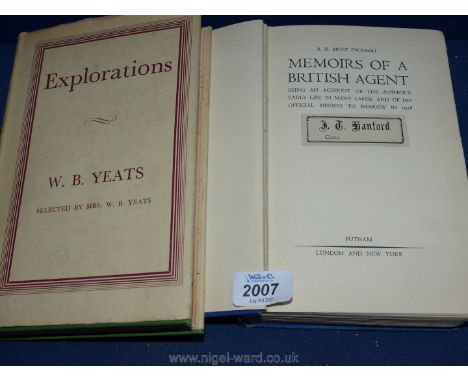 Explorations
W. B. YEATS
SELECTED BY MRS. W. B. YEATS
R. H. BRUCE LOCKHART
MEMOIRS OF A
BRITISH AGENT
BEING AN ACCOUNT OF THE AUTHOR'S
EARLY LIFE IN MANY LANDS AND OF HIS
OFFICIAL MISSION TO MOSCOW IN 1918
J. T. Hanford
PUTNAM
LONDON AND NEW YORK
2007
www.nigel-ward.co.uk